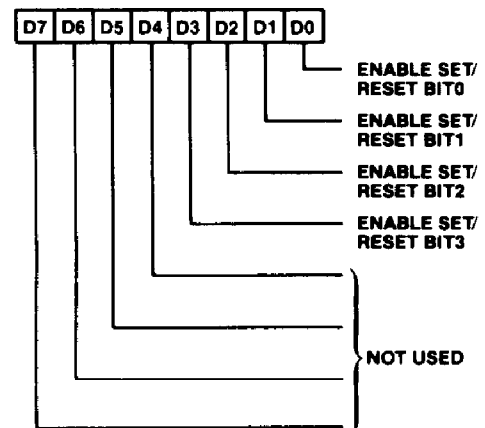 D7 D6 D5 D4 D3 D2 D1 D0
ENABLE SET/
RESET BIT0
ENABLE SET/
RESET BIT1
ENABLE SET/
RESET BIT2
ENABLE SET/
RESET BIT3
NOT USED